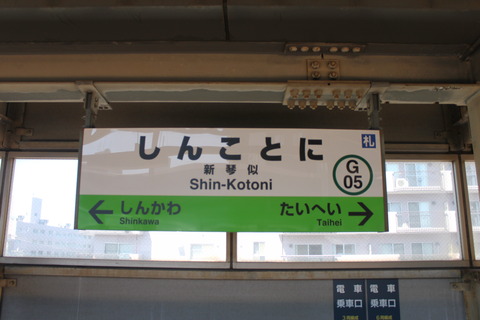 しんことに
札
新琴似
Shin-Kotoni
G
05
しんかわ
Shinkawa
たいへい
Taihei
電車
乗車口
電車
乗車口